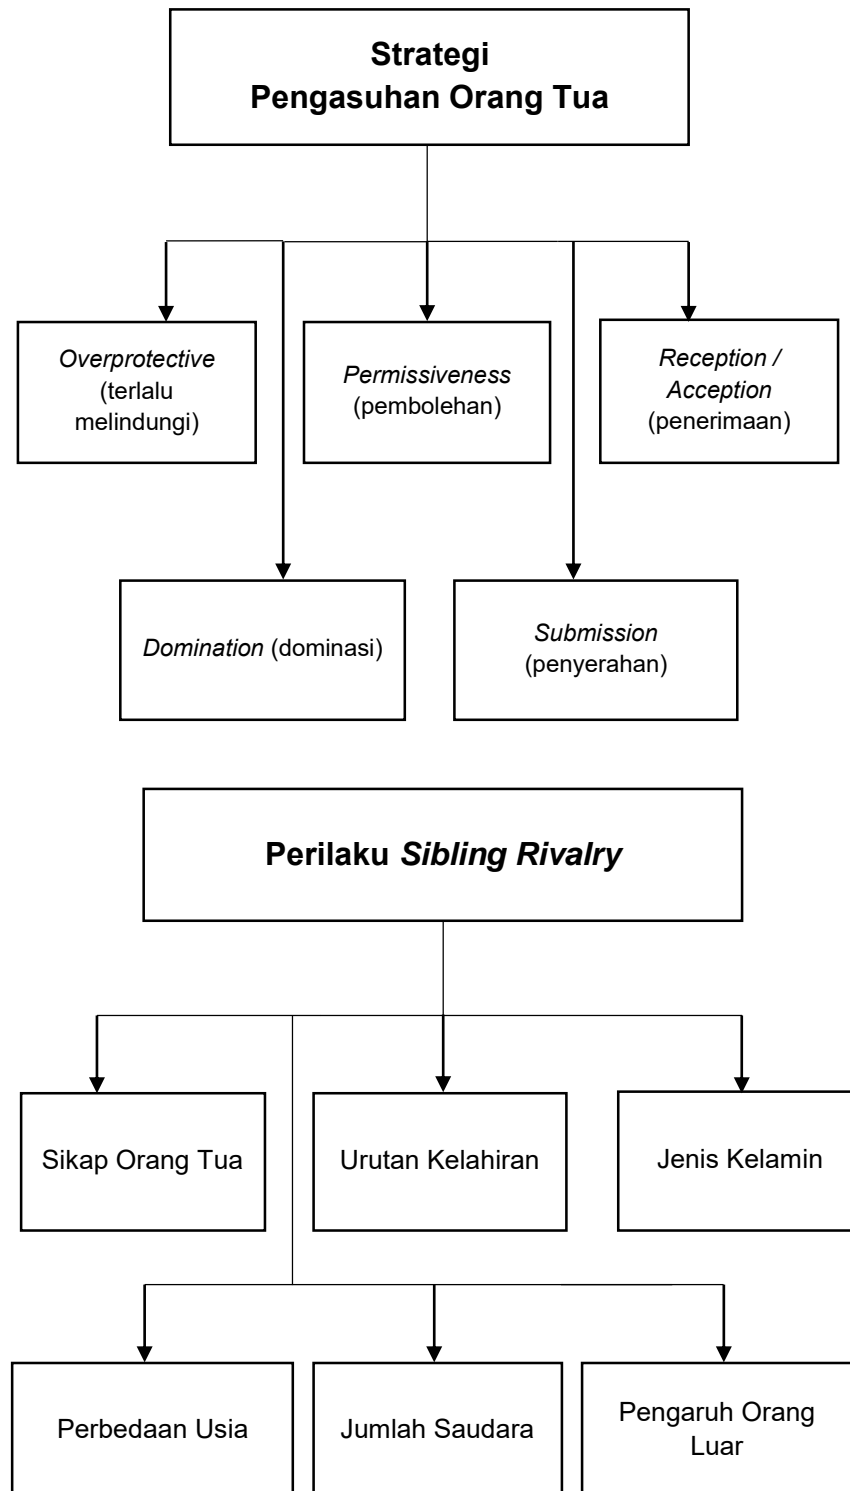 Strategi
Pengasuhan Orang Tua
Overprotective
(terlalu
melindungi)
Permissiveness
(pembolehan)
Reception /
Acception
(penerimaan)
Domination (dominasi)
Submission
(penyerahan)
Perilaku Sibling Rivalry
Sikap Orang Tua
Urutan Kelahiran
Jenis Kelamin
Perbedaan Usia
Jumlah Saudara
Pengaruh Orang
Luar